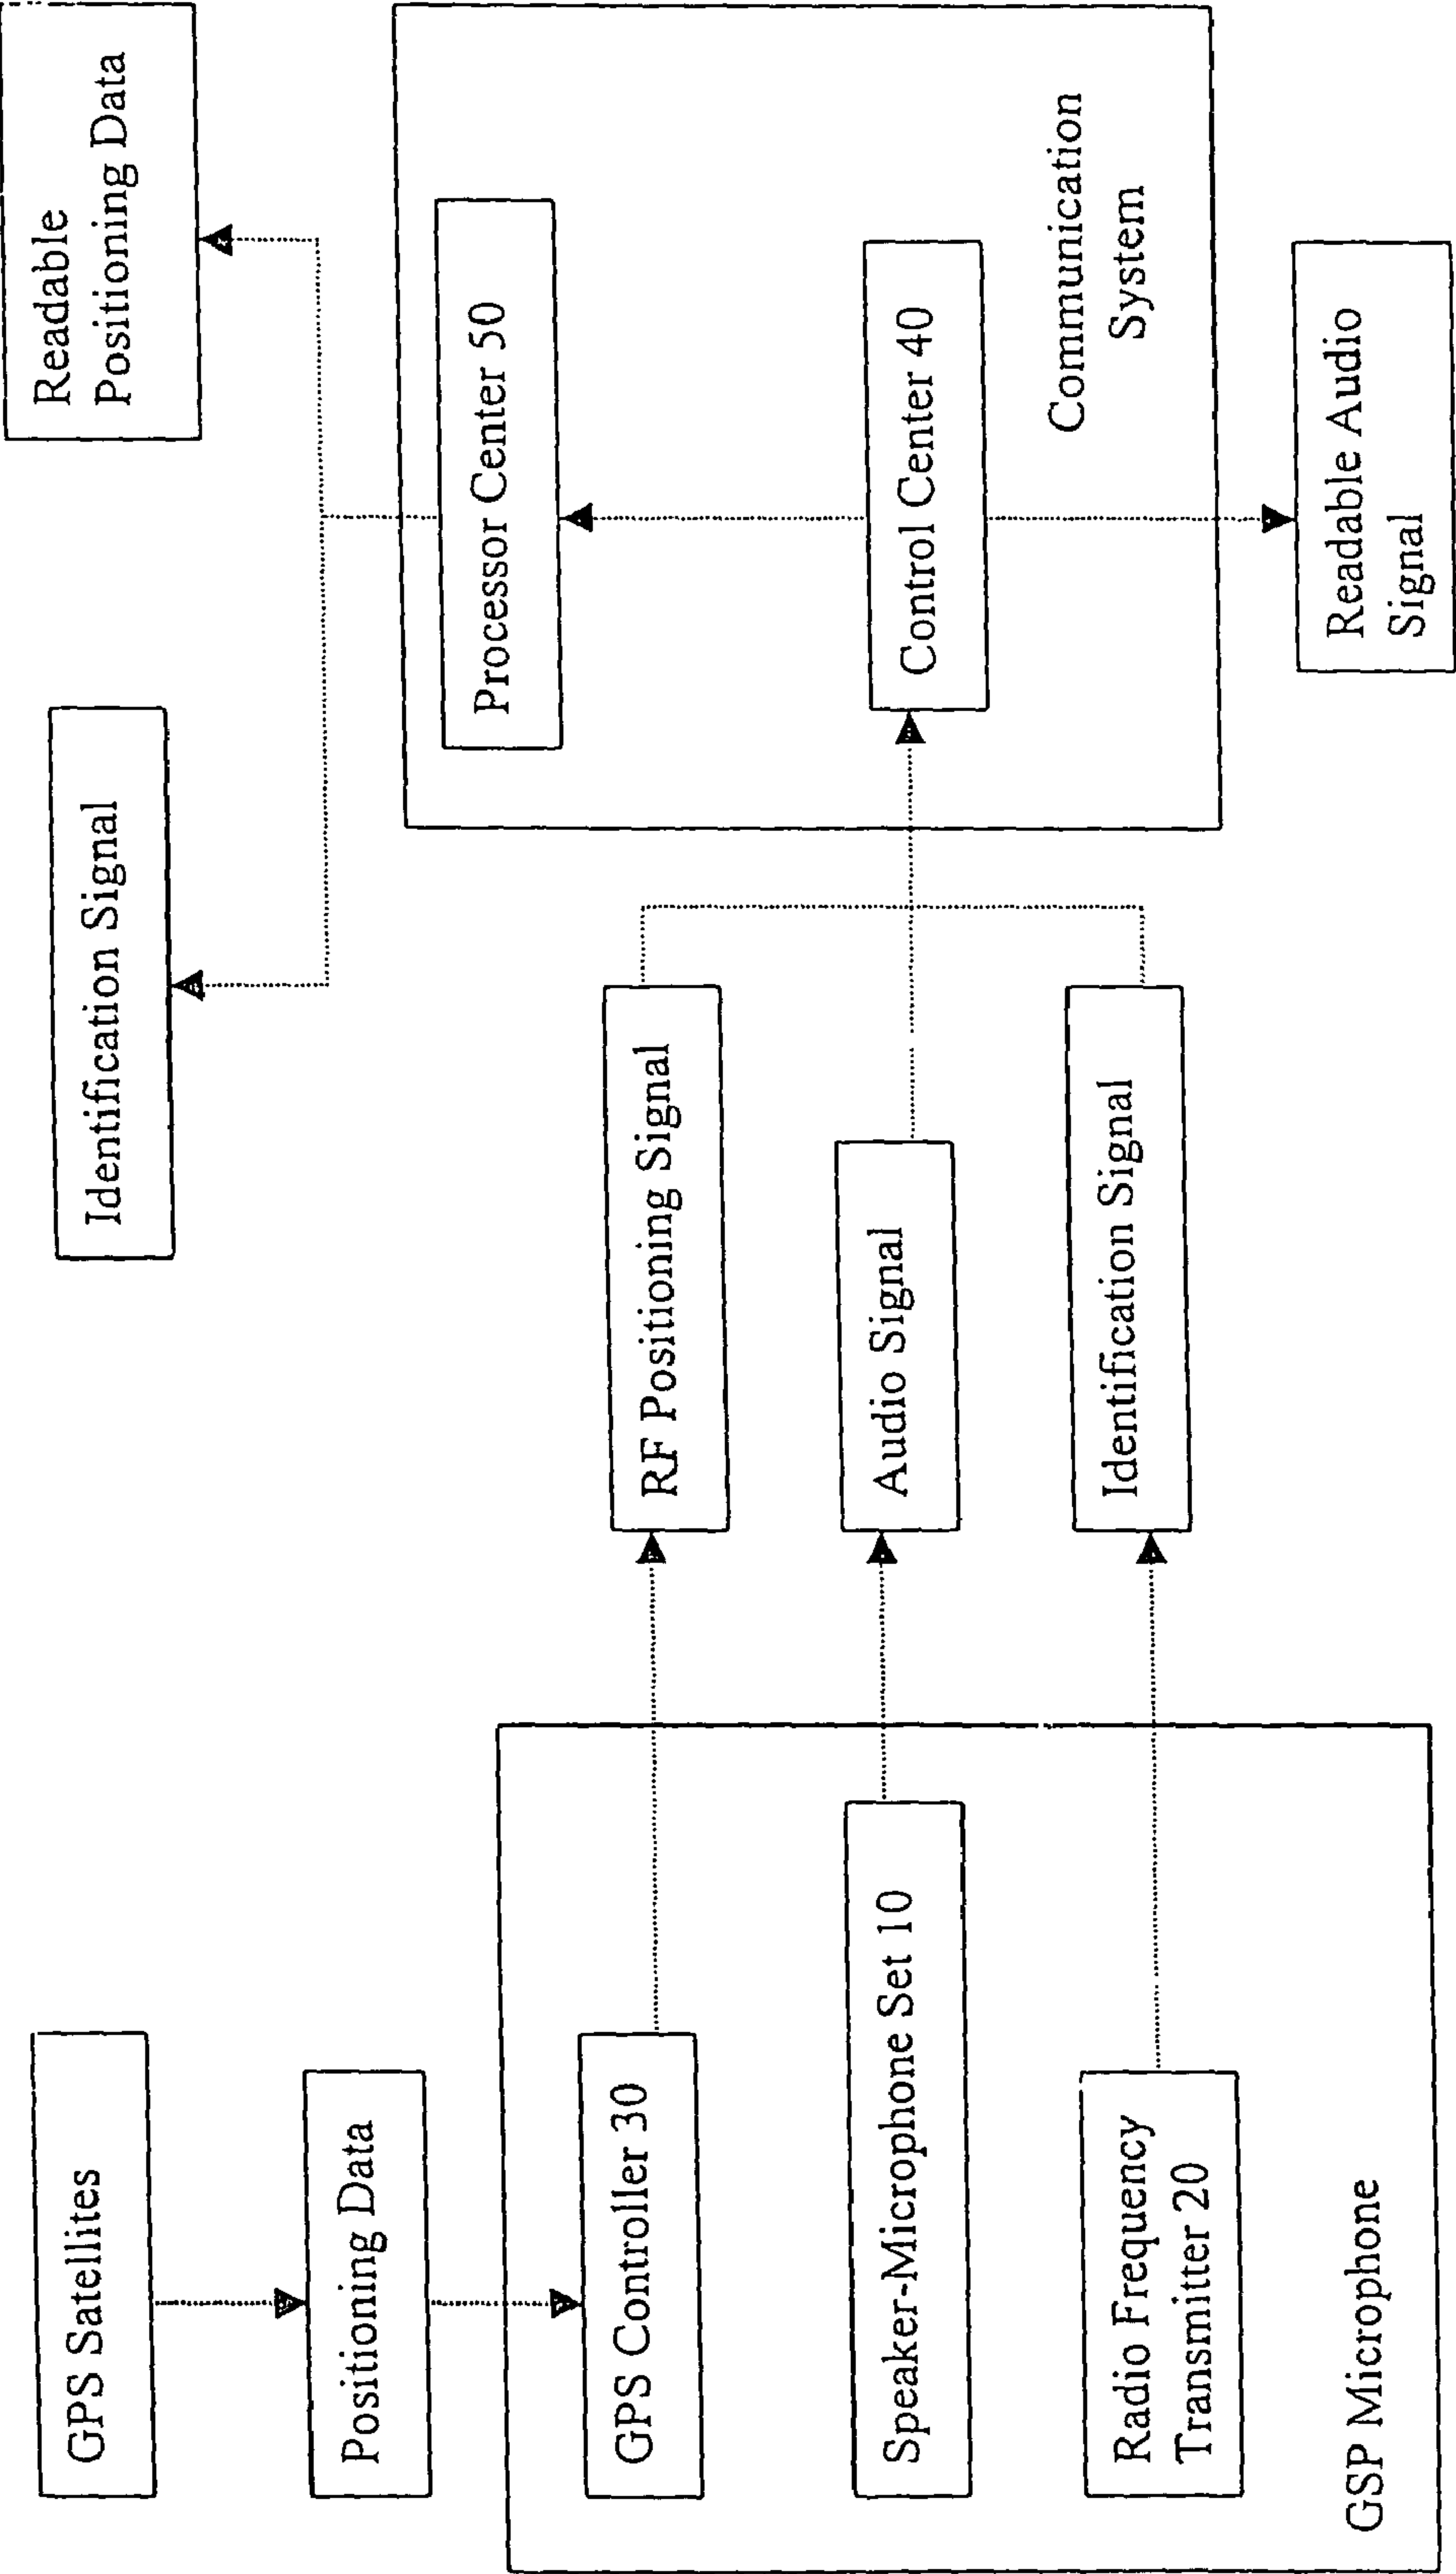 GPS Satellites
Positioning Data
GPS Controller 30
Speaker-Microphone Set 10
Radio Frequency
Transmitter 20
GSP Microphone
RF Positioning Signal
Audio Signal
Identification Signal
Identification Signal
Readable
Positioning Data
Processor Center 50
Control Center 40
Communication
System
Readable Audio
Signal